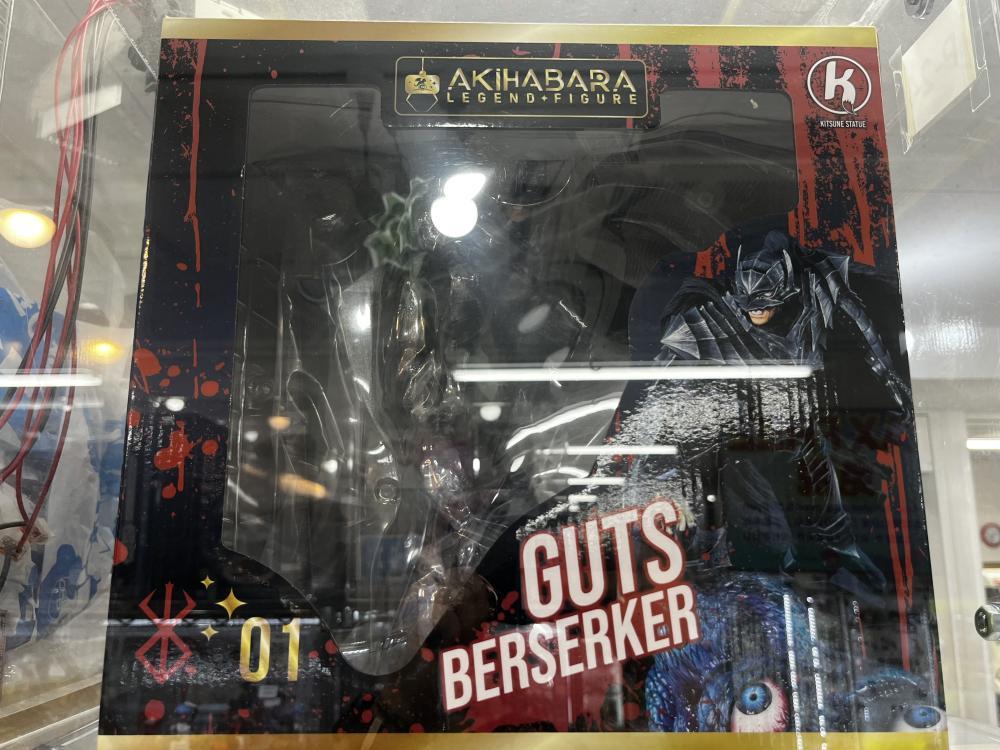 AKiHABARA
LEGEND+FIGURE
K
KITSUNE STATUE
GUTS
BERSERKER
01